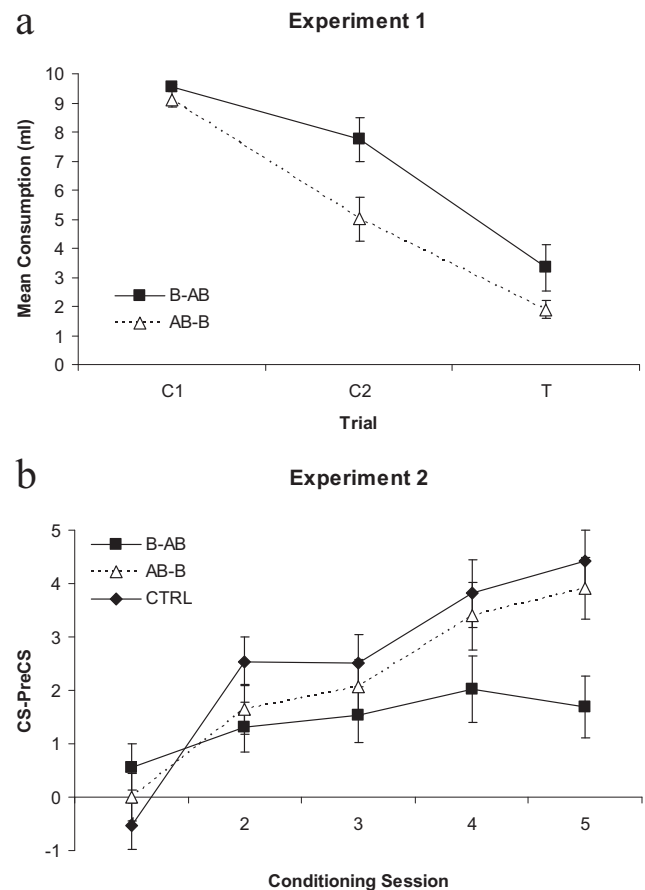 a
Experiment 1
Mean Consumption (ml)
10
9
8
7
6
5
4
3
2
1
0
B-AB
AB-B
C1 C2 T
Trial
b
Experiment 2
CS-PreCS
5
4
3
2
1
0
-1
B-AB
AB-B
CTRL
2 3 4 5
Conditioning Session